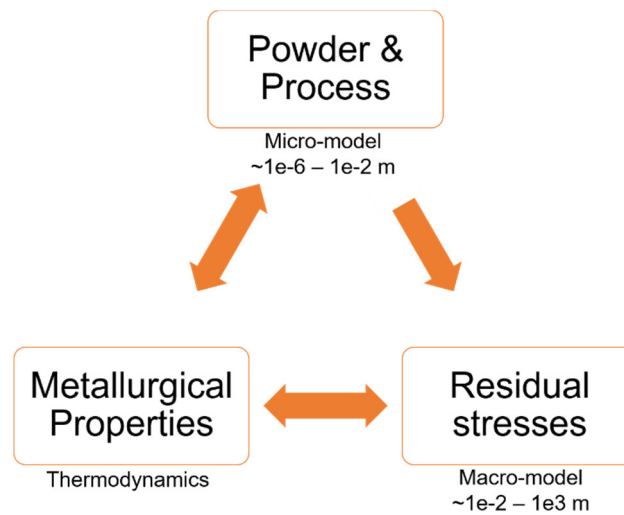 Powder &
Process
Micro-model
~1e-6 – 1e-2 m
Metallurgical
Properties
Thermodynamics
Residual
stresses
Macro-model
~1e-2 – 1e3 m